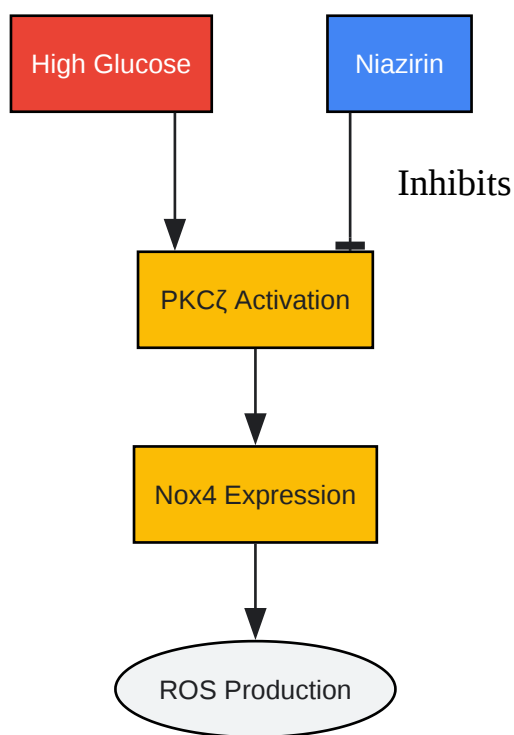 High Glucose
Niazirin
Inhibits
PKCζ Activation
Nox4 Expression
ROS Production